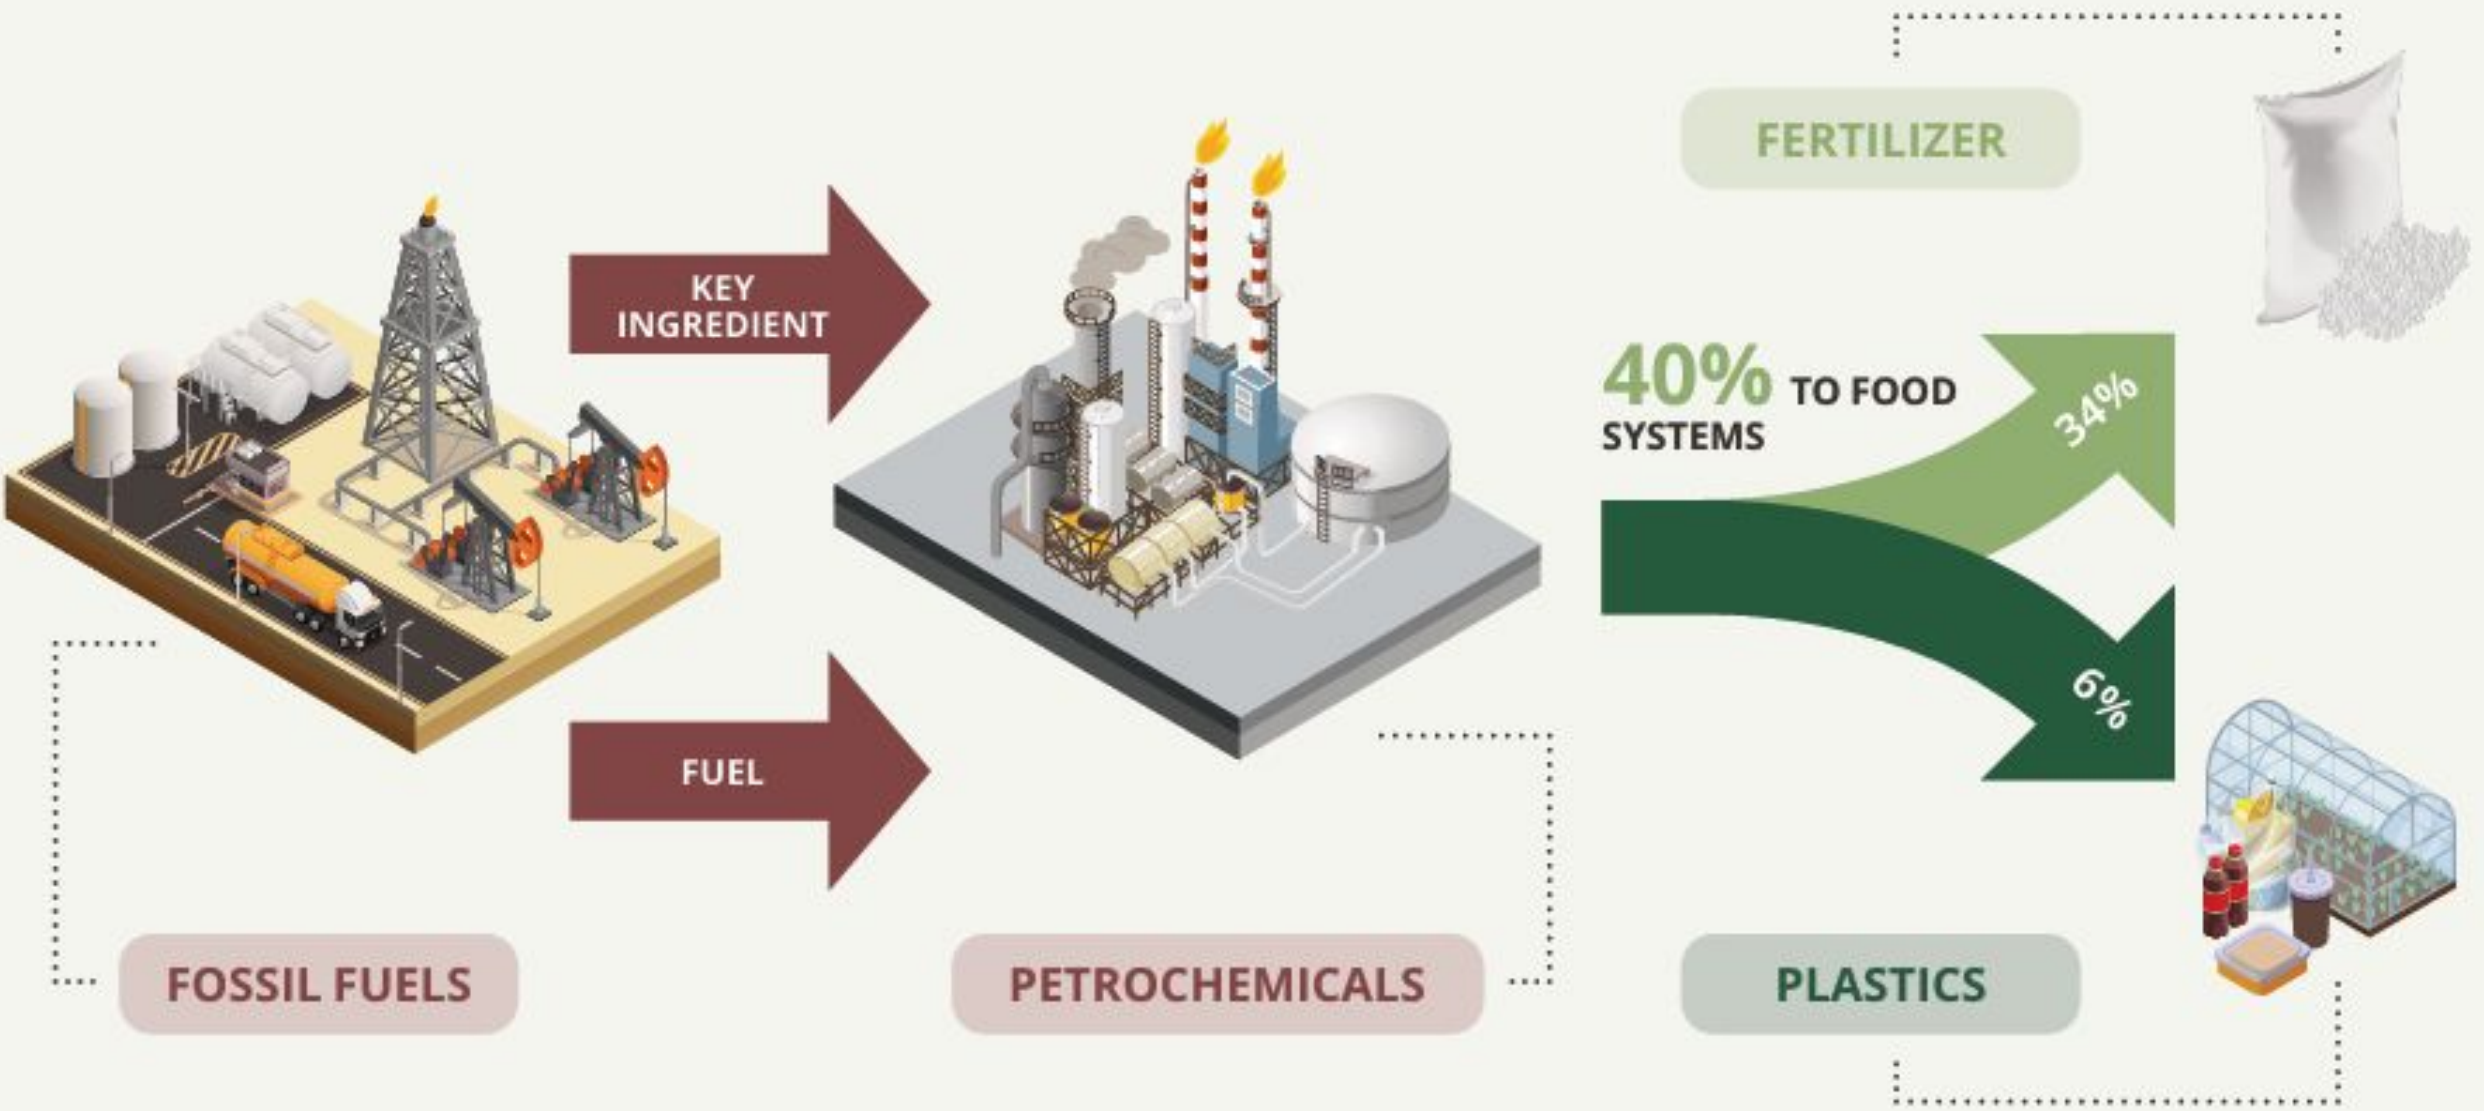 FERTILIZER
KEY
INGREDIENT
40% TO FOOD
SYSTEMS
34%
6%
FUEL
FOSSIL FUELS
PETROCHEMICALS
PLASTICS